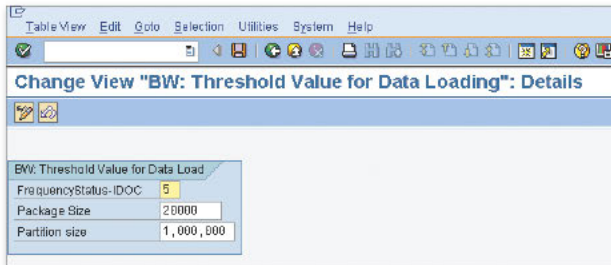 Table View Edit Goto Selection Utilities System Help
Change View "BW: Threshold Value for Data Loading": Details
BW: Threshold Value for Data Load
FrequencyStatus-IDOC 5
Package Size 20000
Partition size 1,000,000